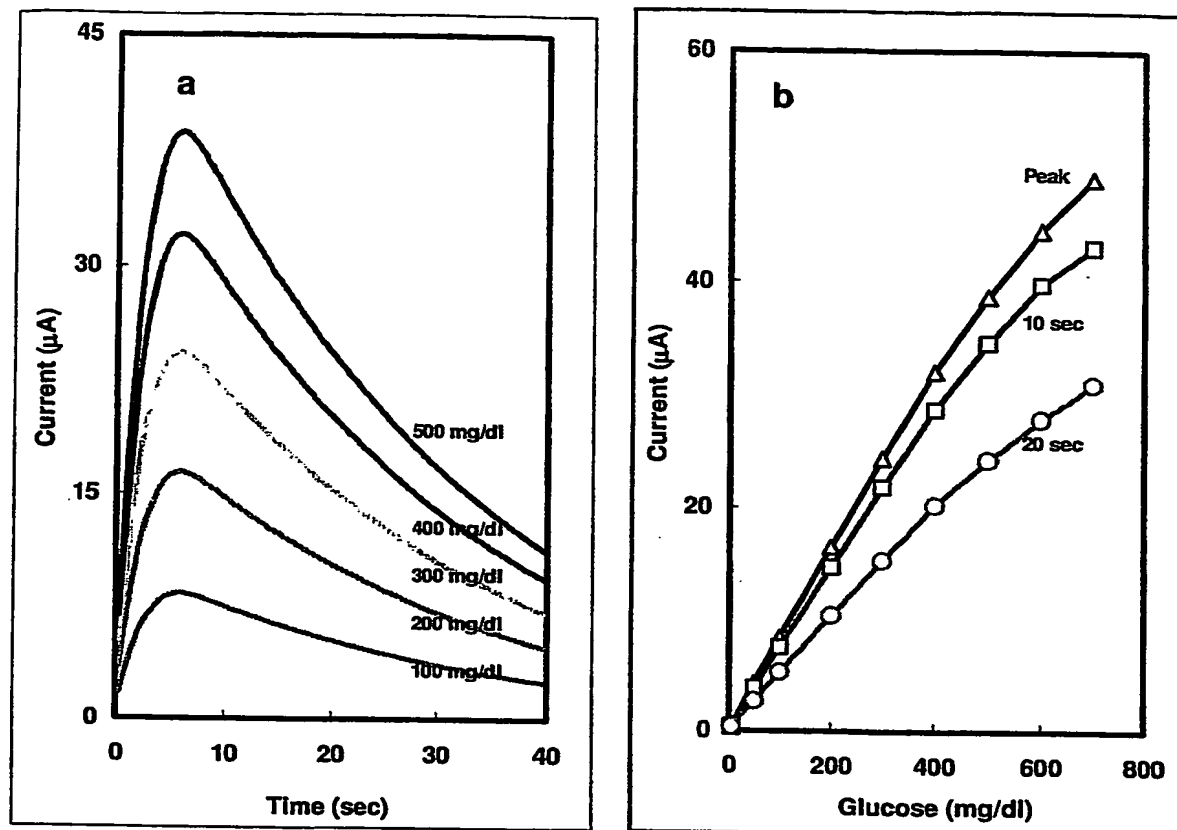 a
45
30
15
0
Current (µA)
500 mg/dl
400 mg/dl
300 mg/dl
200 mg/dl
100 mg/dl
0
10
20
30
40
Time (sec)
b
60
40
20
0
Current (µA)
Peak
10 sec
20 sec
0
200
400
600
800
Glucose (mg/dl)